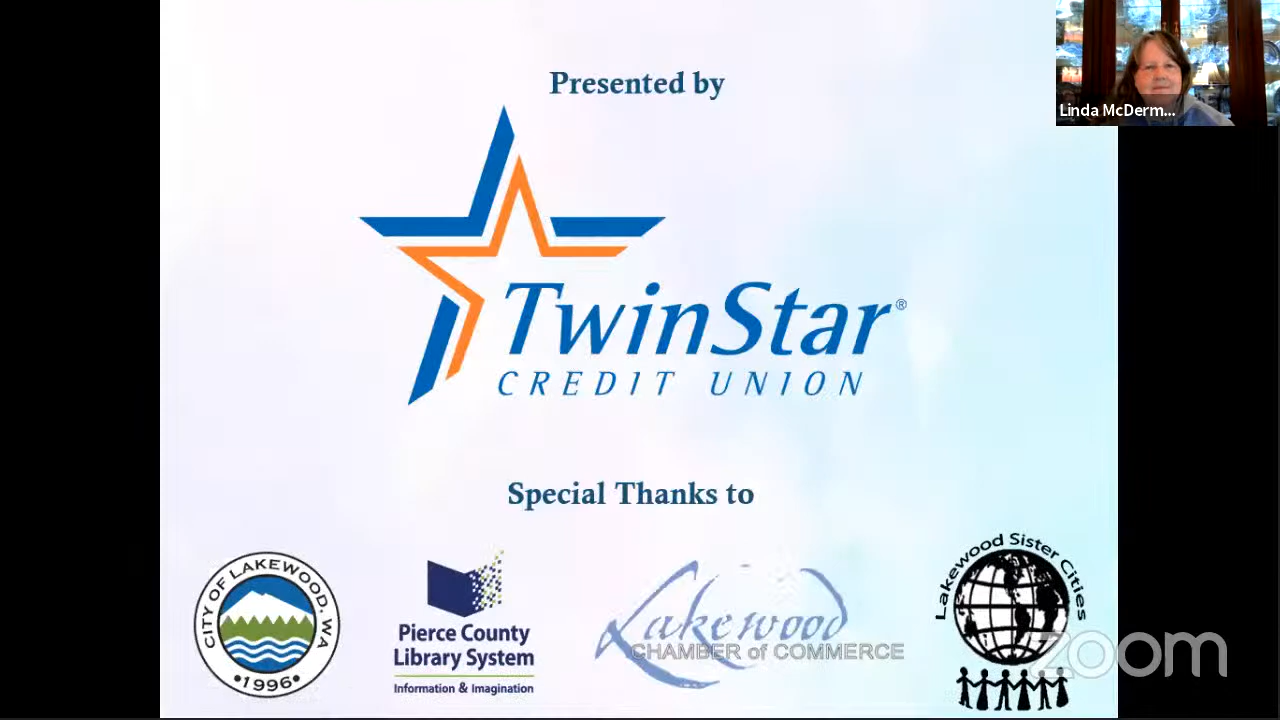 Presented by
Linda McDerm...
TwinStar®
CREDIT UNION
Special Thanks to
CITY OF LAKEWOOD, WA
•1996•
Pierce County
Library System
Information & Imagination
Lakewood
CHAMBER of COMMERCE
Lakewood Sister Cities
zoom